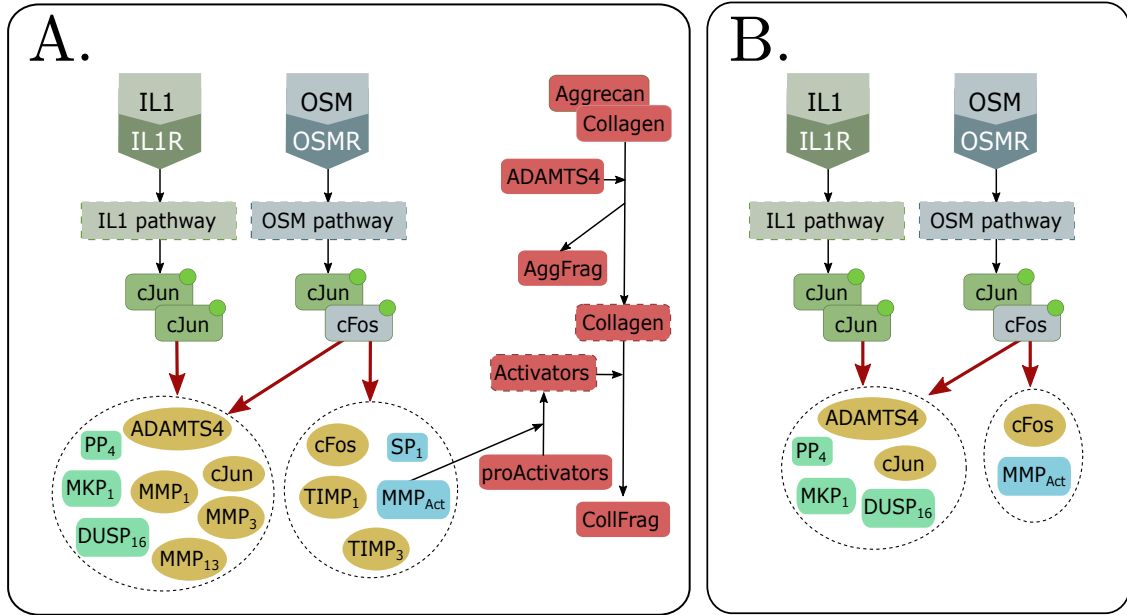 A.
IL1
IL1R
OSM
OSMR
IL1 pathway
OSM pathway
cJun
cJun
cJun
cFos
ADAMTS4
PP4
MKP1
MMP1
cJun
MMP3
DUSP16
MMP13
cFos
SP1
TIMP1
MMPAct
TIMP3
Aggrecan
Collagen
ADAMTS4
AggFrag
Collagen
Activators
proActivators
CollFrag
B.
IL1
IL1R
OSM
OSMR
IL1 pathway
OSM pathway
cJun
cJun
cJun
cFos
ADAMTS4
PP4
cJun
MKP1
DUSP16
cFos
MMPAct